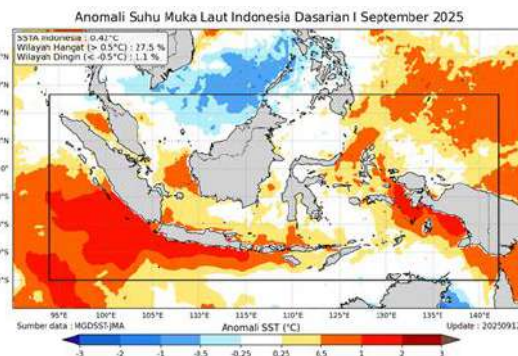 Anomali Suhu Muka Laut Indonesia Dasarian I September 2025
SSTA Indonesia : 0.42°C
Wilayah Hangat (> 0.5°C) : 27.5 %
Wilayah Dingin (< -0.5°C) : 1.1 %
95°E 100°E 105°E 110°E 115°E 120°E 125°E 130°E 135°E 140°E
Sumber data : MGDSST-JMA
Anomali SST (°C)
Update : 20250912
-3 -2 -1 -0.5 -0.25 0.25 0.5 1 2 3